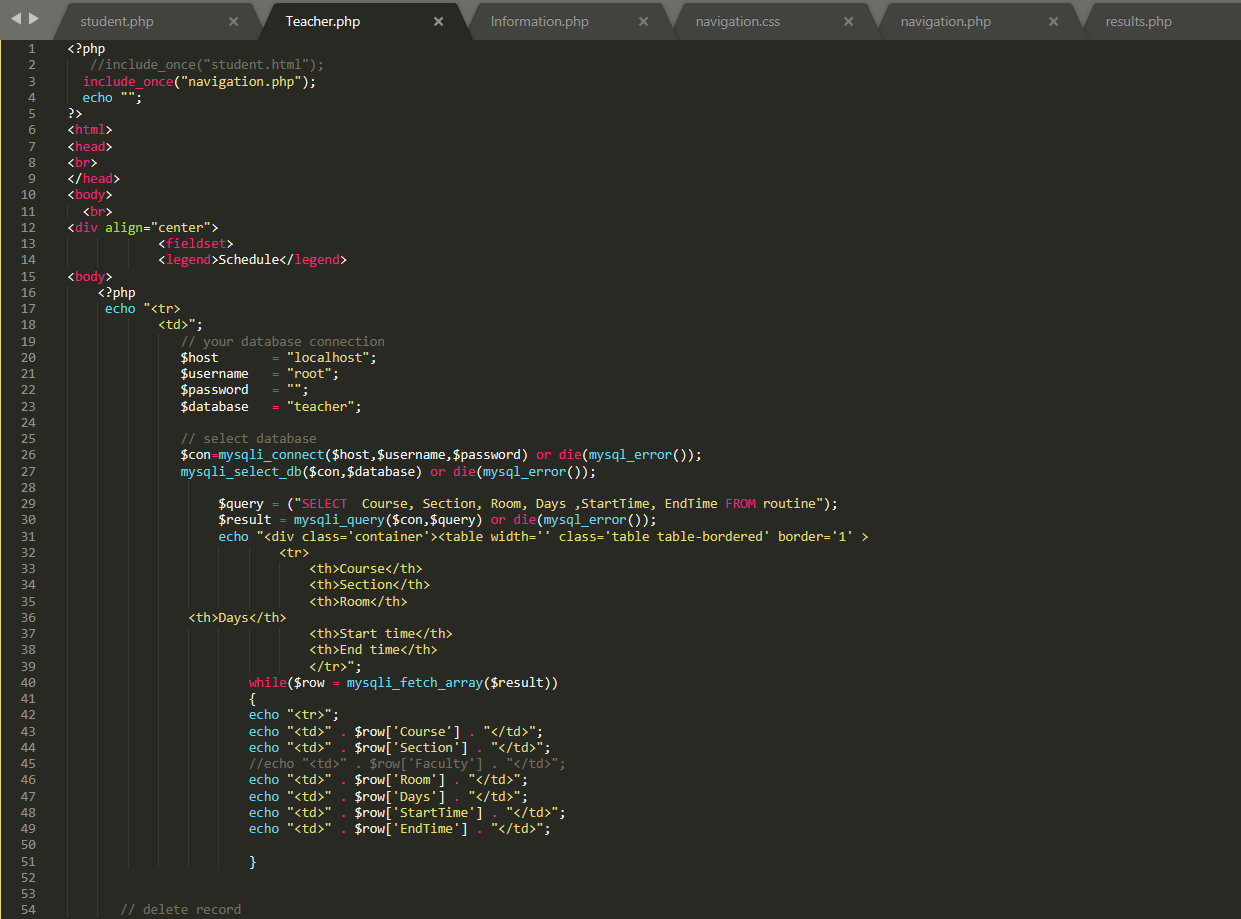 student.php × Teacher.php × Information.php × navigation.css × navigation.php × results.php
1 <?php
2 //include_once("student.html");
3 include_once("navigation.php");
4 echo "";
5 ?>
6 <html>
7 <head>
8 <br>
9 </head>
10 <body>
11 <br>
12 <div align="center">
13 <fieldset>
14 <legend>Schedule</legend>
15 <body>
16 <?php
17 echo "<tr>
18 <td>";
19 // your database connection
20 $host = "localhost";
21 $username = "root";
22 $password = "";
23 $database = "teacher";
24
25 // select database
26 $con=mysqli_connect($host,$username,$password) or die(mysql_error());
27 mysqli_select_db($con,$database) or die(mysql_error());
28
29 $query = ("SELECT  Course, Section, Room, Days ,StartTime, EndTime FROM routine");
30 $result = mysqli_query($con,$query) or die(mysql_error());
31 echo "<div class='container'><table width='' class='table table-bordered' border='1' >
32 <tr>
33 <th>Course</th>
34 <th>Section</th>
35 <th>Room</th>
36 <th>Days</th>
37 <th>Start time</th>
38 <th>End time</th>
39 </tr>";
40 while($row = mysqli_fetch_array($result))
41 {
42 echo "<tr>";
43 echo "<td>" . $row['Course'] . "</td>";
44 echo "<td>" . $row['Section'] . "</td>";
45 //echo "<td>" . $row['Faculty'] . "</td>";
46 echo "<td>" . $row['Room'] . "</td>";
47 echo "<td>" . $row['Days'] . "</td>";
48 echo "<td>" . $row['StartTime'] . "</td>";
49 echo "<td>" . $row['EndTime'] . "</td>";
50
51 }
52
53
54 // delete record